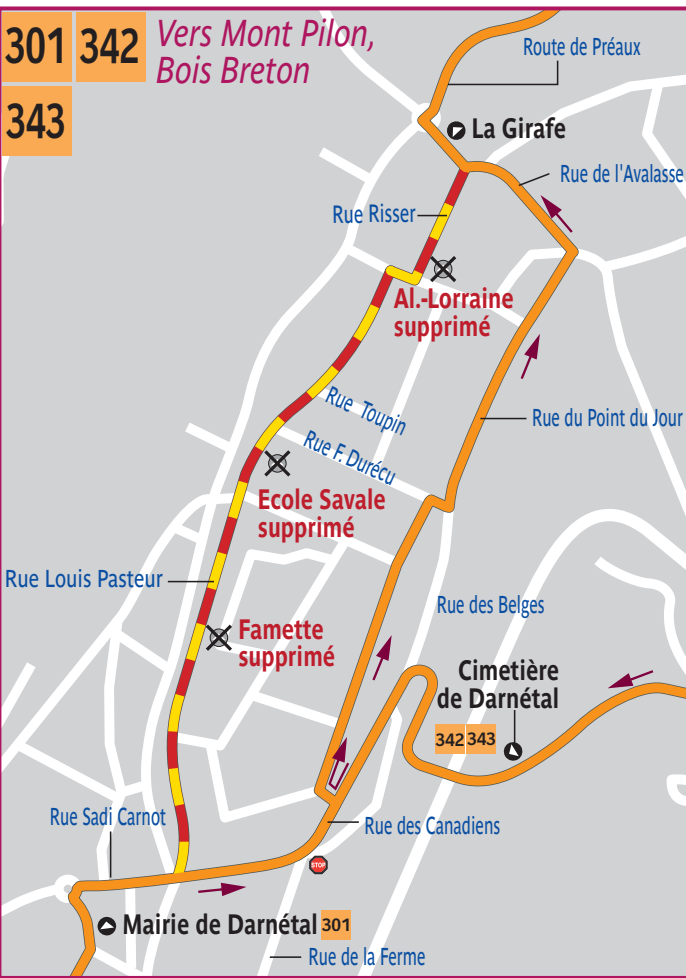 301 342
343
Vers Mont Pilon,
Bois Breton
Route de Préaux
La Girafe
Rue de l'Avalasse
Rue Risser
Al.-Lorraine
supprimé
Rue Toupin
Rue du Point du Jour
Rue F. Durécu
Ecole Savale
supprimé
Rue Louis Pasteur
Rue des Belges
Famette
supprimé
Cimetière
de Darnétal
342 343
Rue Sadi Carnot
Rue des Canadiens
STOP
Mairie de Darnétal 301
Rue de la Ferme